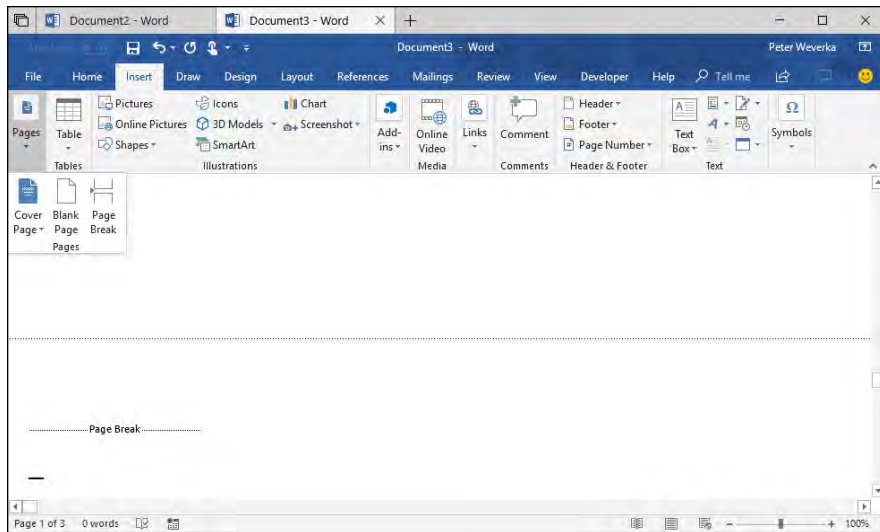 Document2 - Word Document3 - Word
Document3 - Word Peter Weverka
File Home Insert Draw Design Layout References Mailings Review View Developer Help Tell me
Pages
Table
Tables
Pictures
Online Pictures
Shapes
Icons
3D Models
SmartArt
Chart
Screenshot
Illustrations
Add-
ins
Online
Video
Media
Links
Comment
Comments
Header
Footer
Page Number
Header & Footer
Text
Box
Text
Symbols
Ω
A
A
Cover
Page
Blank
Page
Page
Break
Pages
Page Break
Page 1 of 3 0 words 100%